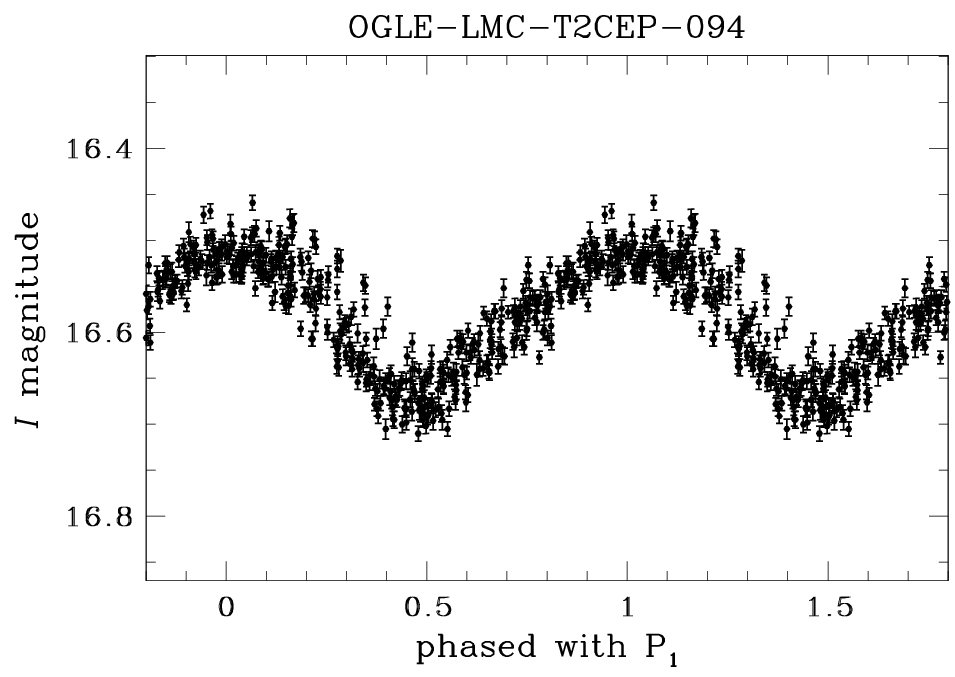 OGLE-LMC-T2CEP-094
16.4
16.6
16.8
I magnitude
0 0.5 1 1.5
phased with P₁